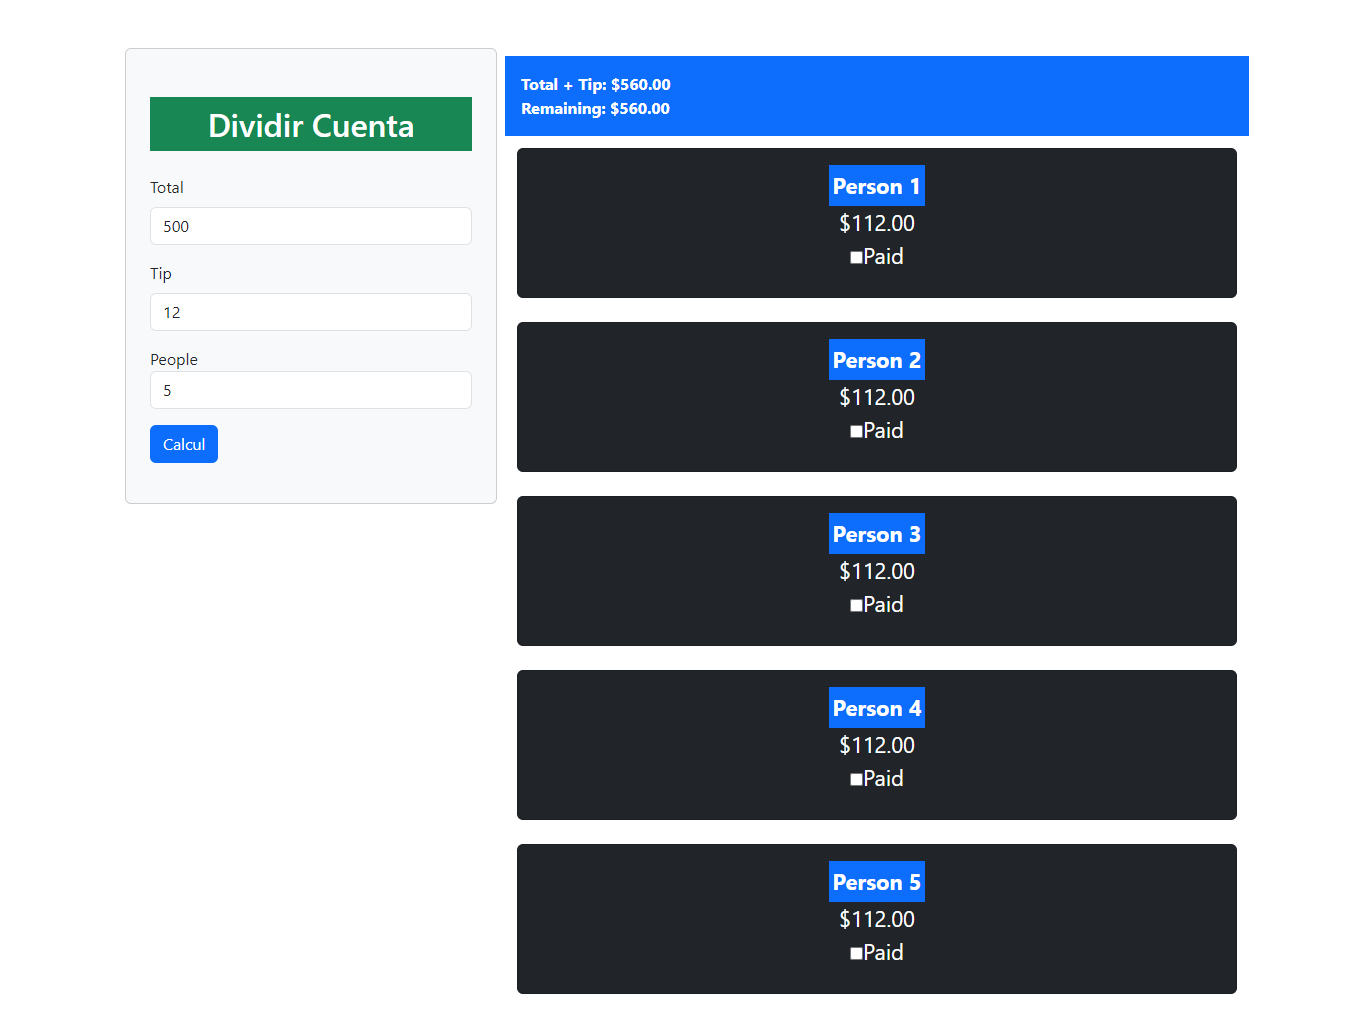 Dividir Cuenta
Total
500
Tip
12
People
5
Calcul
Total + Tip: $560.00
Remaining: $560.00
Person 1
$112.00
Paid
Person 2
$112.00
Paid
Person 3
$112.00
Paid
Person 4
$112.00
Paid
Person 5
$112.00
Paid